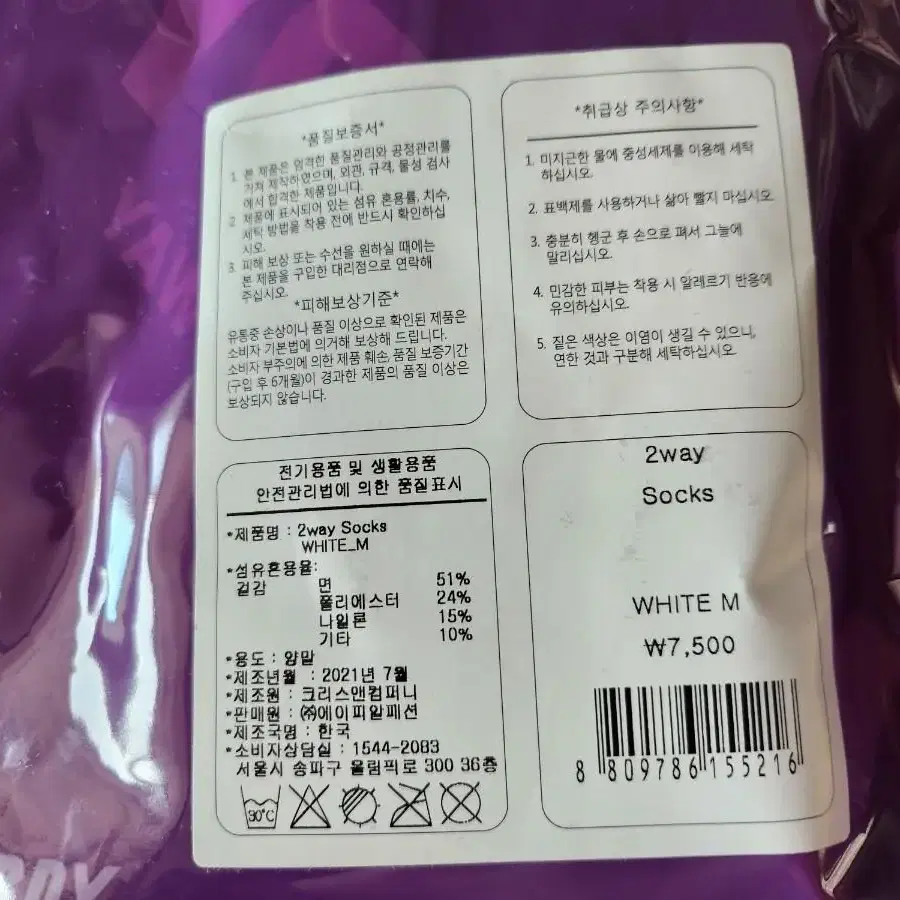 *품질보증서*
1. 본 제품은 엄격한 품질관리와 공정관리를
거쳐 제작하였으며, 외관, 규격, 물성 검사
에서 합격한 제품입니다.
2. 제품에 표시되어 있는 섬유 혼용률, 치수,
세탁 방법을 착용 전에 반드시 확인하십
시오.
3. 피해 보상 또는 수선을 원하실 때에는
본 제품을 구입한 대리점으로 연락해
주십시오.
*피해보상기준*
유통중 손상이나 품질 이상으로 확인된 제품은
소비자 기본법에 의거해 보상해 드립니다.
소비자 부주의에 의한 제품 훼손, 품질 보증기간
(구입 후 6개월)이 경과한 제품의 품질 이상은
보상되지 않습니다.
*취급상 주의사항*
1. 미지근한 물에 중성세제를 이용해 세탁
하십시오.
2. 표백제를 사용하거나 삶아 빨지 마십시오.
3. 충분히 헹군 후 손으로 펴서 그늘에
말리십시오.
4. 민감한 피부는 착용 시 알레르기 반응에
유의하십시오.
5. 짙은 색상은 이염이 생길 수 있으니,
연한 것과 구분해 세탁하십시오.
전기용품 및 생활용품
안전관리법에 의한 품질표시
*제품명 : 2way Socks
WHITE_M
*섬유혼용율:
겉감 면 51%
폴리에스터 24%
나일론 15%
기타 10%
*용도 : 양말
*제조년월 : 2021년 7월
*제조원 : 크리스앤컴퍼니
*판매원 : ㈜에이피알패션
*제조국명 : 한국
*소비자상담실 : 1544-2083
서울시 송파구 올림픽로 300 36층
30℃
2way
Socks
WHITE M
₩7,500
8 809786 155216